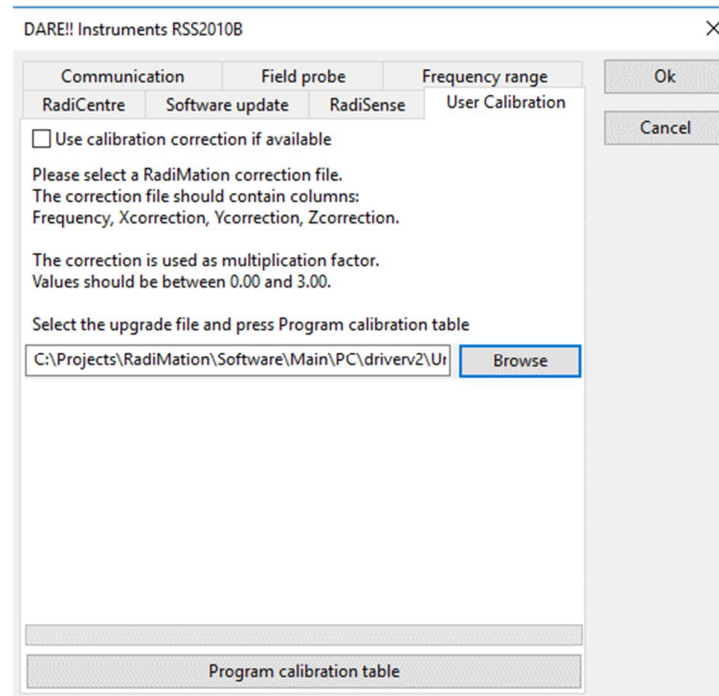 DARE!! Instruments RSS2010B
Communication Field probe Frequency range
RadiCentre Software update RadiSense User Calibration
Ok
Cancel
Use calibration correction if available
Please select a RadiMation correction file.
The correction file should contain columns:
Frequency, Xcorrection, Ycorrection, Zcorrection.
The correction is used as multiplication factor.
Values should be between 0.00 and 3.00.
Select the upgrade file and press Program calibration table
C:\Projects\RadiMation\Software\Main\PC\driverv2\Ur Browse
Program calibration table